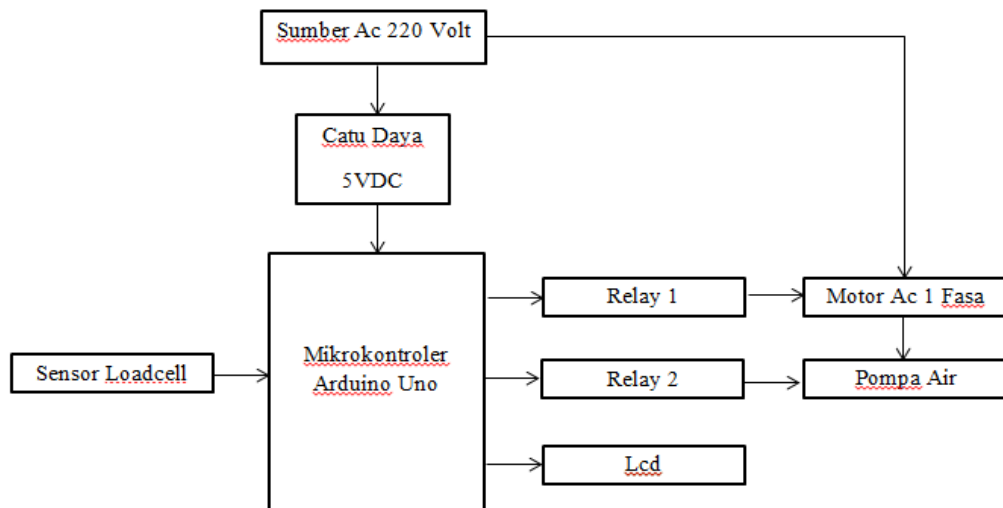 Sumber Ac 220 Volt
Catu Daya
5VDC
Mikrokontroler
Arduino Uno
Sensor Loadcell
Relay 1
Motor Ac 1 Fasa
Relay 2
Pompa Air
Lcd